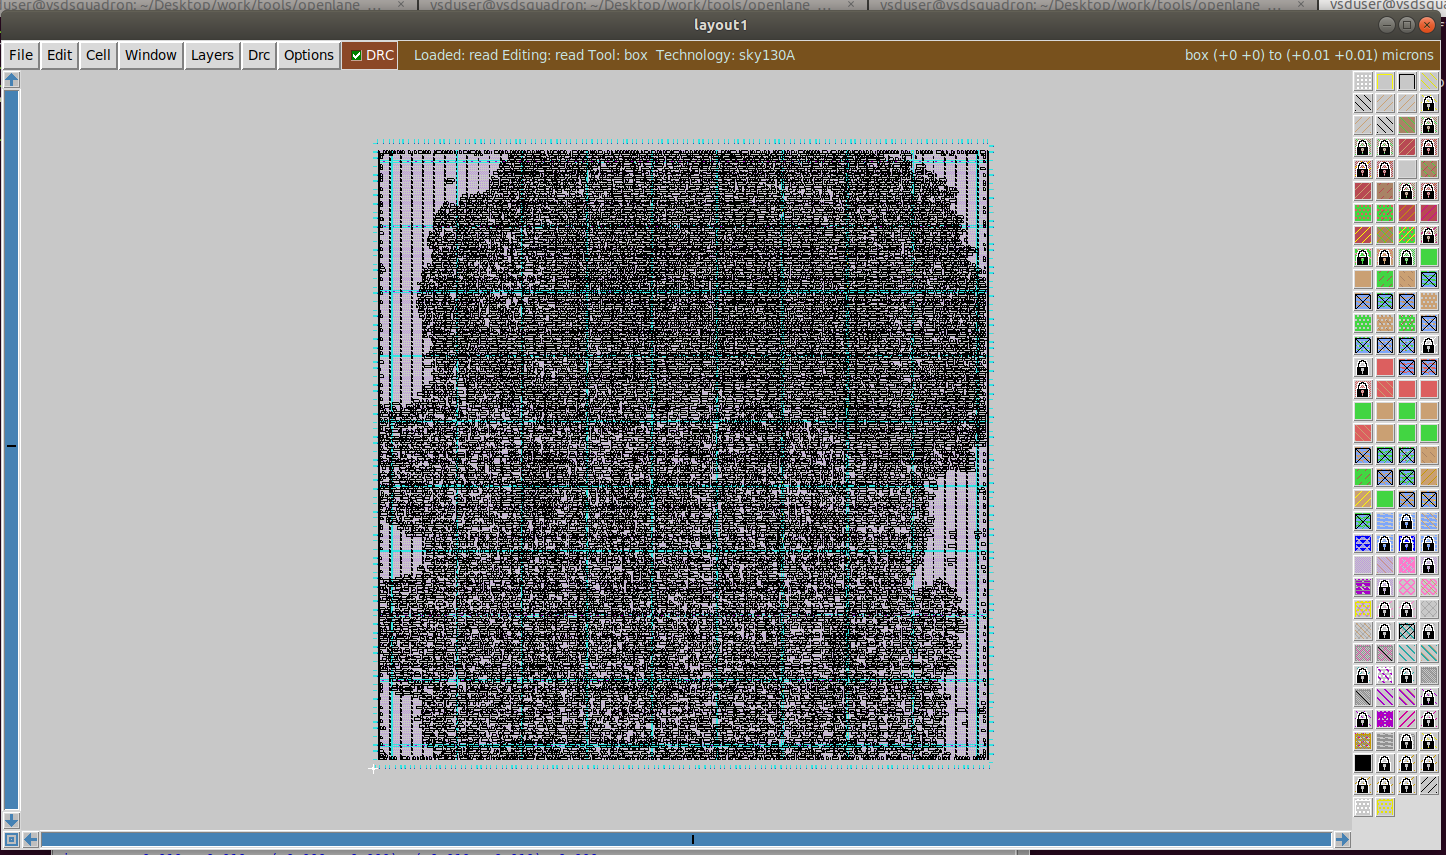 vsduser@vsdsquadron: ~/Desktop/work/tools/openlane ... × vsduser@vsdsquadron: ~/Desktop/work/tools/openlane ... × vsduser@vsdsquadron: ~/Desktop/work/tools/openlane ... ×
layout1
File Edit Cell Window Layers Drc Options DRC Loaded: read Editing: read Tool: box Technology: sky130A box (+0 +0) to (+0.01 +0.01) microns